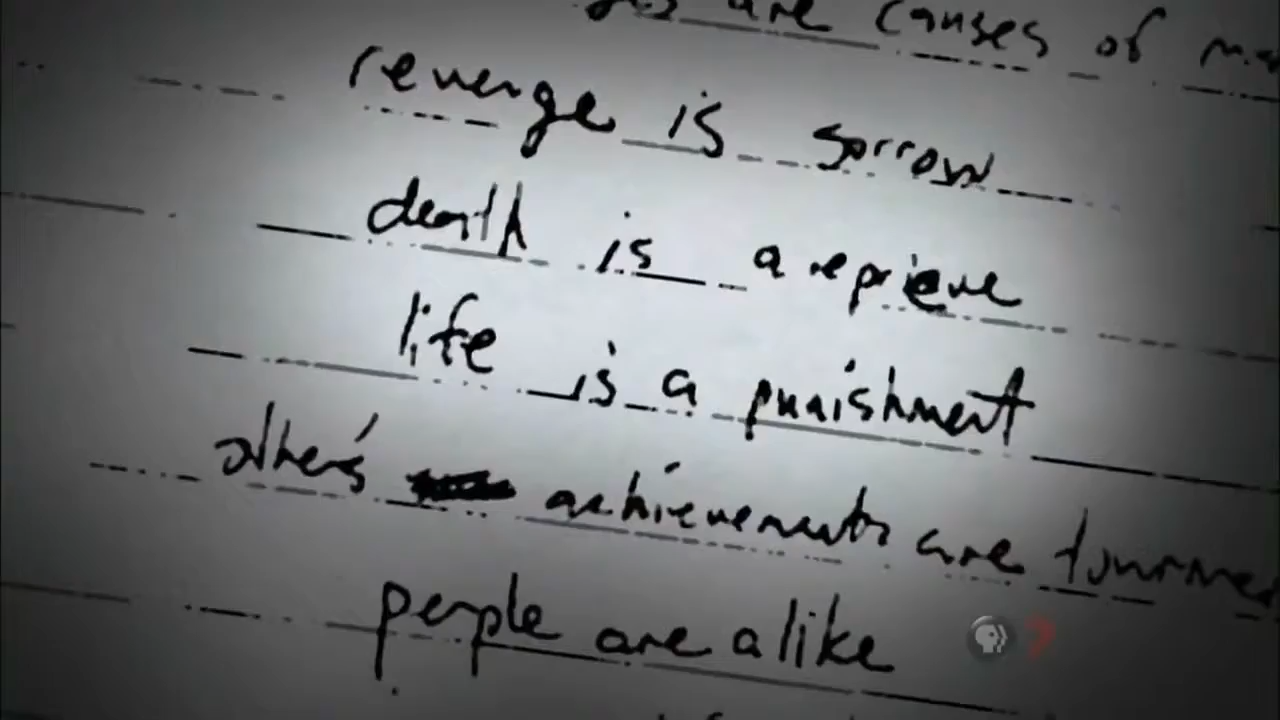 are causes of
revenge is sorrow
death is a reprieve
life is a punishment
other's achievements are
people are alike